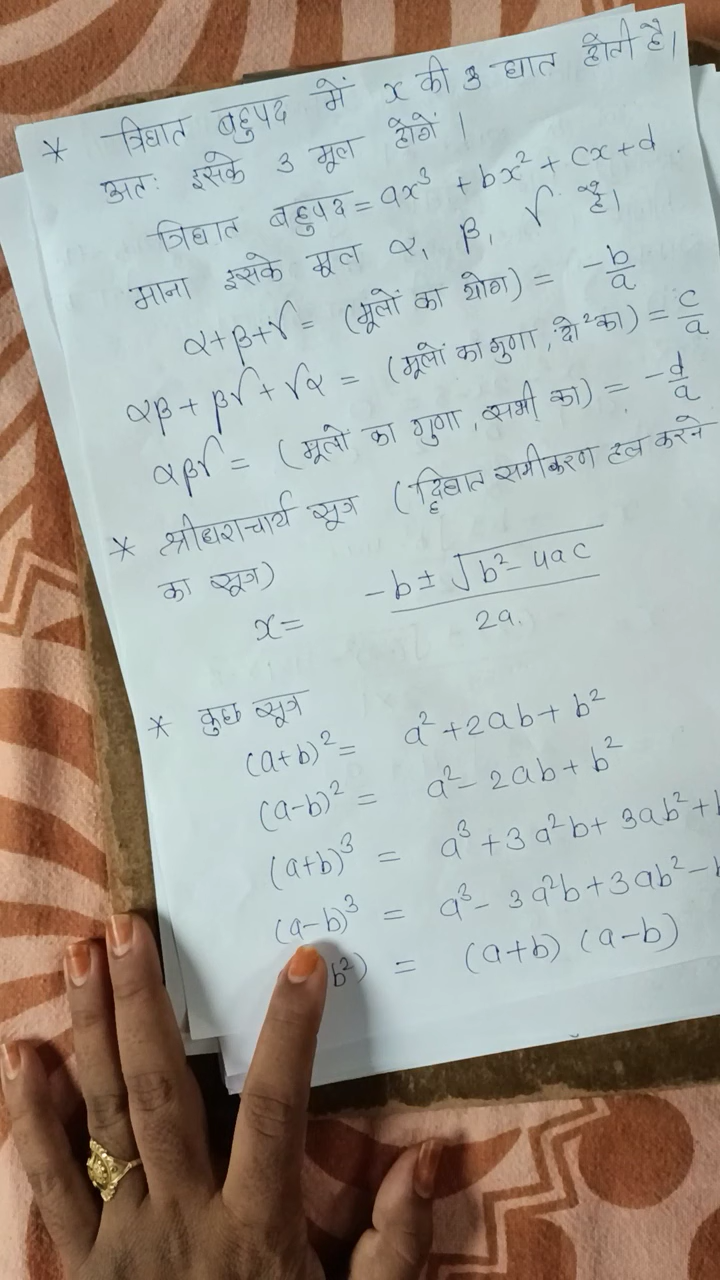 * त्रिघात बहुपद में x की 3 घात होती है।
अतः इसके 3 मूल होंगे।
त्रिघात बहुपद = ax³ + bx² + cx + d
माना इसके मूल α, β, γ है।
α+β+γ = (मूलों का योग) = -b/a
αβ + βγ + γα = (मूलों का गुणा, दो²का) = c/a
αβγ = (मूलों का गुणा, सभी का) = -d/a
* श्रीधराचार्य सूत्र (द्विघात समीकरण हल करने
का सूत्र)
x = -b ± √b² - 4ac / 2a.
* कुछ सूत्र
(a+b)² = a² + 2ab + b²
(a-b)² = a² - 2ab + b²
(a+b)³ = a³ + 3a²b + 3ab² +
(a-b)³ = a³ - 3a²b + 3ab² -
b²) = (a+b) (a-b)